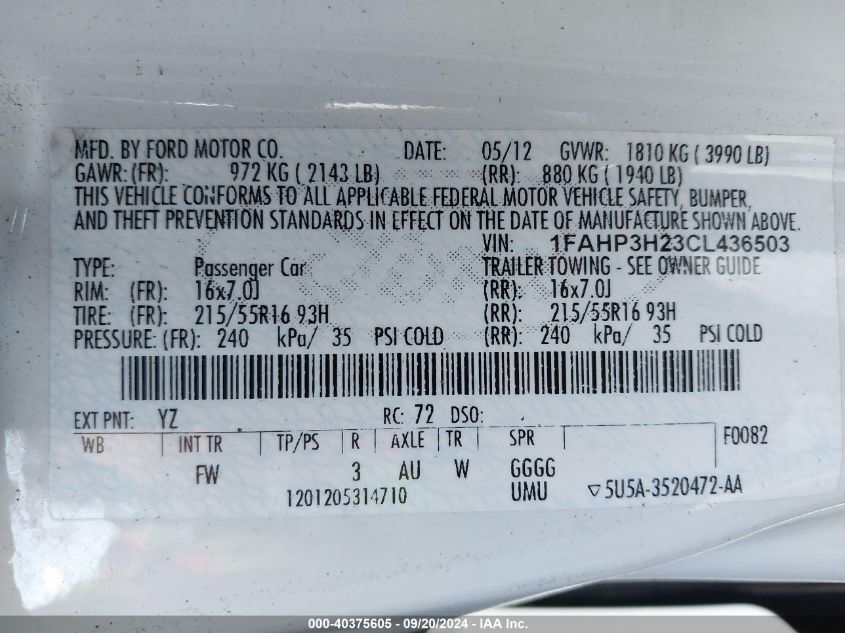 MFD. BY FORD MOTOR CO. DATE: 05/12 GVWR: 1810 KG ( 3990 LB)
GAWR: (FR): 972 KG ( 2143 LB) (RR): 880 KG ( 1940 LB)
THIS VEHICLE CONFORMS TO ALL APPLICABLE FEDERAL MOTOR VEHICLE SAFETY, BUMPER,
AND THEFT PREVENTION STANDARDS IN EFFECT ON THE DATE OF MANUFACTURE SHOWN ABOVE.
VIN: 1FAHP3H23CL436503
TYPE: Passenger Car TRAILER TOWING - SEE OWNER GUIDE
RIM: (FR): 16x7.0J (RR): 16x7.0J
TIRE: (FR): 215/55R16 93H (RR): 215/55R16 93H
PRESSURE: (FR): 240 kPa/ 35 PSI COLD (RR): 240 kPa/ 35 PSI COLD
EXT PNT: YZ RC: 72 DSO:
WB INT TR TP/PS R AXLE TR SPR F0082
FW 3 AU W GGGG
1201205314710 UMU ▽5U5A-3520472-AA
000-40375605 - 09/20/2024 - IAA Inc.